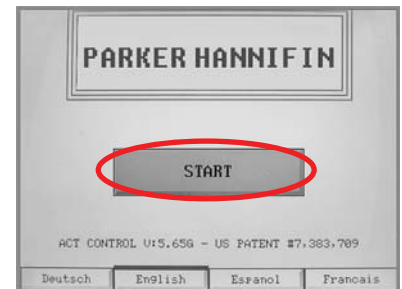 PARKER HANNIFIN
START
ACT CONTROL V:5.65G - US PATENT #7,383,709
Deutsch English Espanol Francais